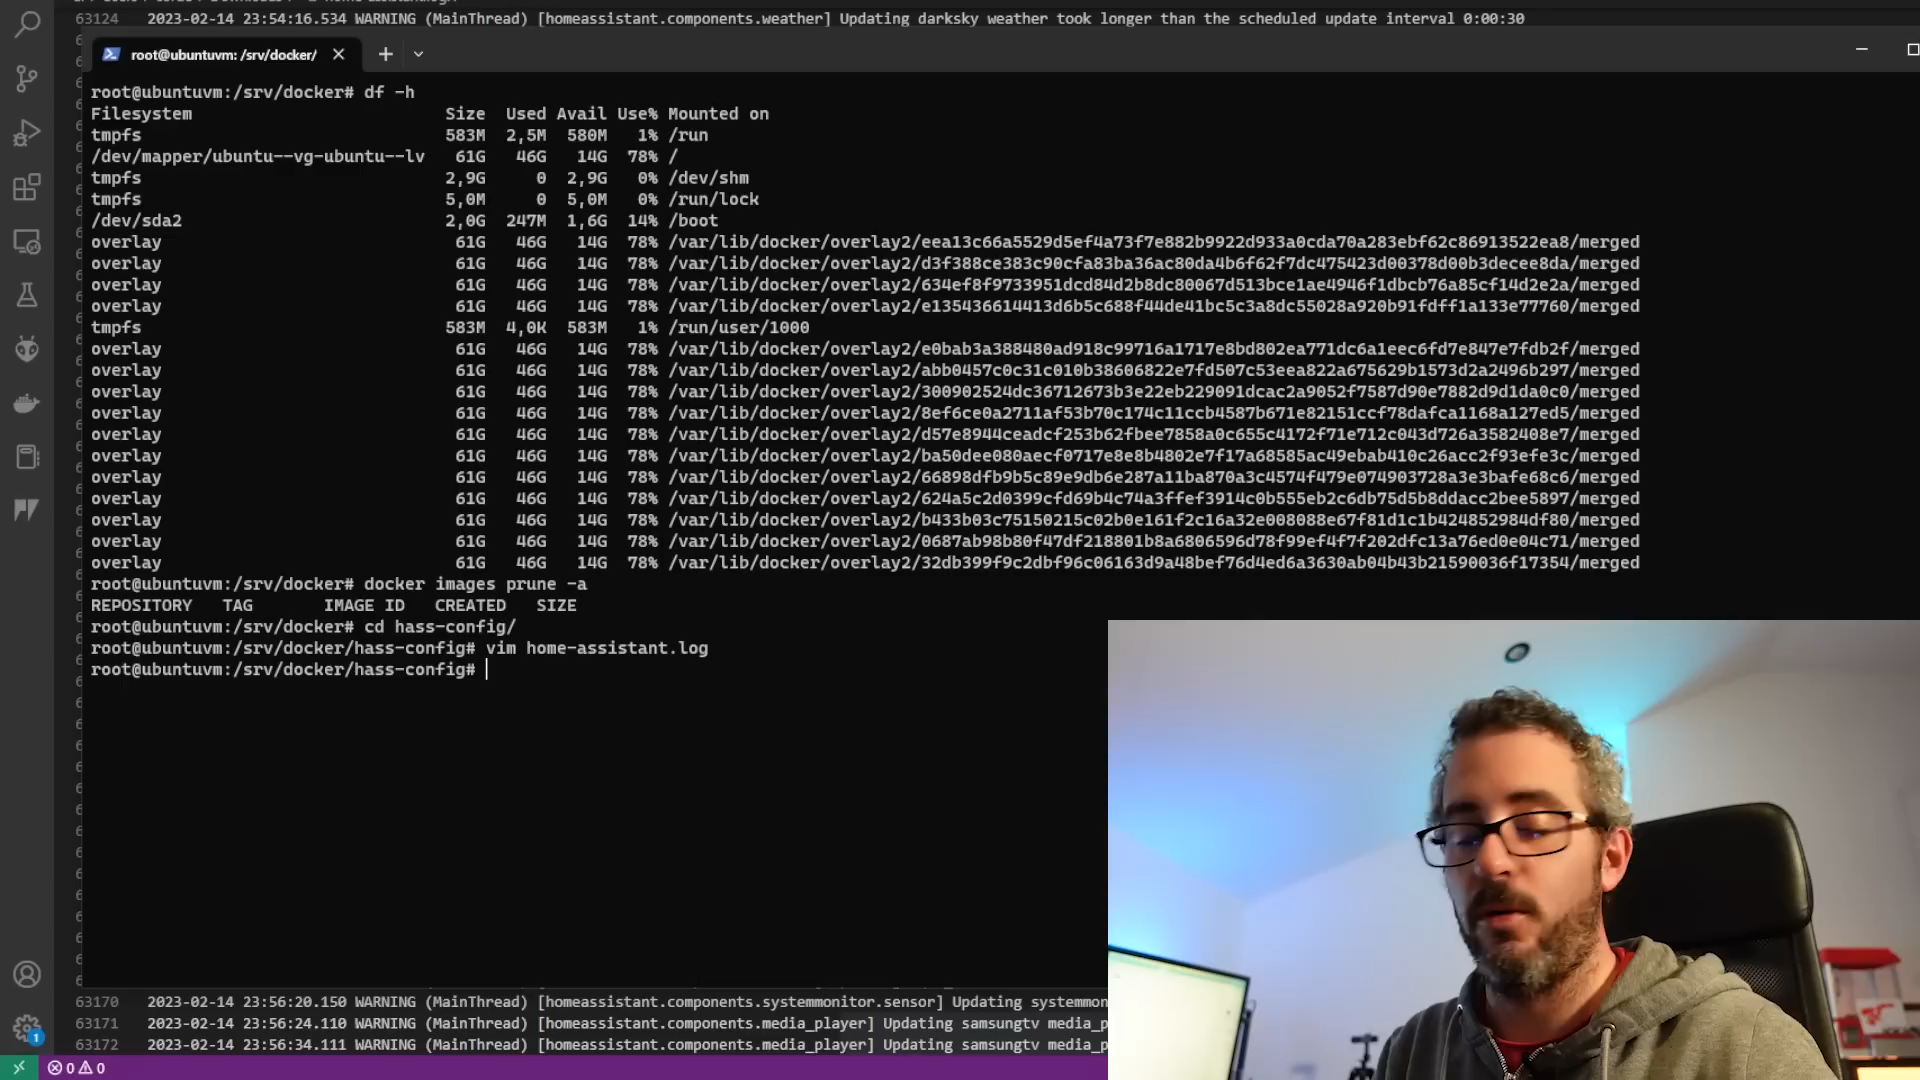 63124 2023-02-14 23:54:16.534 WARNING (MainThread) [homeassistant.components.weather] Updating darksky weather took longer than the scheduled update interval 0:00:30
root@ubuntuvm: /srv/docker/
root@ubuntuvm:/srv/docker# df -h
Filesystem Size Used Avail Use% Mounted on
tmpfs 583M 2,5M 580M 1% /run
/dev/mapper/ubuntu--vg-ubuntu--lv 61G 46G 14G 78% /
tmpfs 2,9G 0 2,9G 0% /dev/shm
tmpfs 5,0M 0 5,0M 0% /run/lock
/dev/sda2 2,0G 247M 1,6G 14% /boot
overlay 61G 46G 14G 78% /var/lib/docker/overlay2/eea13c66a5529d5ef4a73f7e882b9922d933a0cda70a283ebf62c86913522ea8/merged
overlay 61G 46G 14G 78% /var/lib/docker/overlay2/d3f388ce383c90cfa83ba36ac80da4b6f62f7dc475423d00378d00b3decee8da/merged
overlay 61G 46G 14G 78% /var/lib/docker/overlay2/634ef8f9733951dcd84d2b8dc80067d513bce1ae4946f1dbcb76a85cf14d2e2a/merged
overlay 61G 46G 14G 78% /var/lib/docker/overlay2/e135436614413d6b5c688f44de41bc5c3a8dc55028a920b91fdff1a133e77760/merged
tmpfs 583M 4,0K 583M 1% /run/user/1000
overlay 61G 46G 14G 78% /var/lib/docker/overlay2/e0bab3a388480ad918c99716a1717e8bd802ea771dc6a1eec6fd7e847e7fdb2f/merged
overlay 61G 46G 14G 78% /var/lib/docker/overlay2/abb0457c0c31c010b38606822e7fd507c53eea822a675629b1573d2a2496b297/merged
overlay 61G 46G 14G 78% /var/lib/docker/overlay2/300902524dc36712673b3e22eb229091dcac2a9052f7587d90e7882d9d1da0c0/merged
overlay 61G 46G 14G 78% /var/lib/docker/overlay2/8ef6ce0a2711af53b70c174c11ccb4587b671e82151ccf78dafca1168a127ed5/merged
overlay 61G 46G 14G 78% /var/lib/docker/overlay2/d57e8944ceadcf253b62fbee7858a0c655c4172f71e712c043d726a3582408e7/merged
overlay 61G 46G 14G 78% /var/lib/docker/overlay2/ba50dee080aecf0717e8e8b4802e7f17a68585ac49ebab410c26acc2f93efe3c/merged
overlay 61G 46G 14G 78% /var/lib/docker/overlay2/66898dfb9b5c89e9db6e287a11ba870a3c4574f479e074903728a3e3bafe68c6/merged
overlay 61G 46G 14G 78% /var/lib/docker/overlay2/624a5c2d0399cfd69b4c74a3ffef3914c0b555eb2c6db75d5b8ddacc2bee5897/merged
overlay 61G 46G 14G 78% /var/lib/docker/overlay2/b433b03c75150215c02b0e161f2c16a32e008088e67f81d1c1b424852984df80/merged
overlay 61G 46G 14G 78% /var/lib/docker/overlay2/0687ab98b80f47df218801b8a6806596d78f99ef4f7f202dfc13a76ed0e04c71/merged
overlay 61G 46G 14G 78% /var/lib/docker/overlay2/32db399f9c2dbf96c06163d9a48bef76d4ed6a3630ab04b43b21590036f17354/merged
root@ubuntuvm:/srv/docker# docker images prune -a
REPOSITORY TAG IMAGE ID CREATED SIZE
root@ubuntuvm:/srv/docker# cd hass-config/
root@ubuntuvm:/srv/docker/hass-config# vim home-assistant.log
root@ubuntuvm:/srv/docker/hass-config#
63170 2023-02-14 23:56:20.150 WARNING (MainThread) [homeassistant.components.systemmonitor.sensor] Updating systemmon
63171 2023-02-14 23:56:24.110 WARNING (MainThread) [homeassistant.components.media_player] Updating samsungtv media_p
63172 2023-02-14 23:56:34.111 WARNING (MainThread) [homeassistant.components.media_player] Updating samsungtv media_p
1
0 0